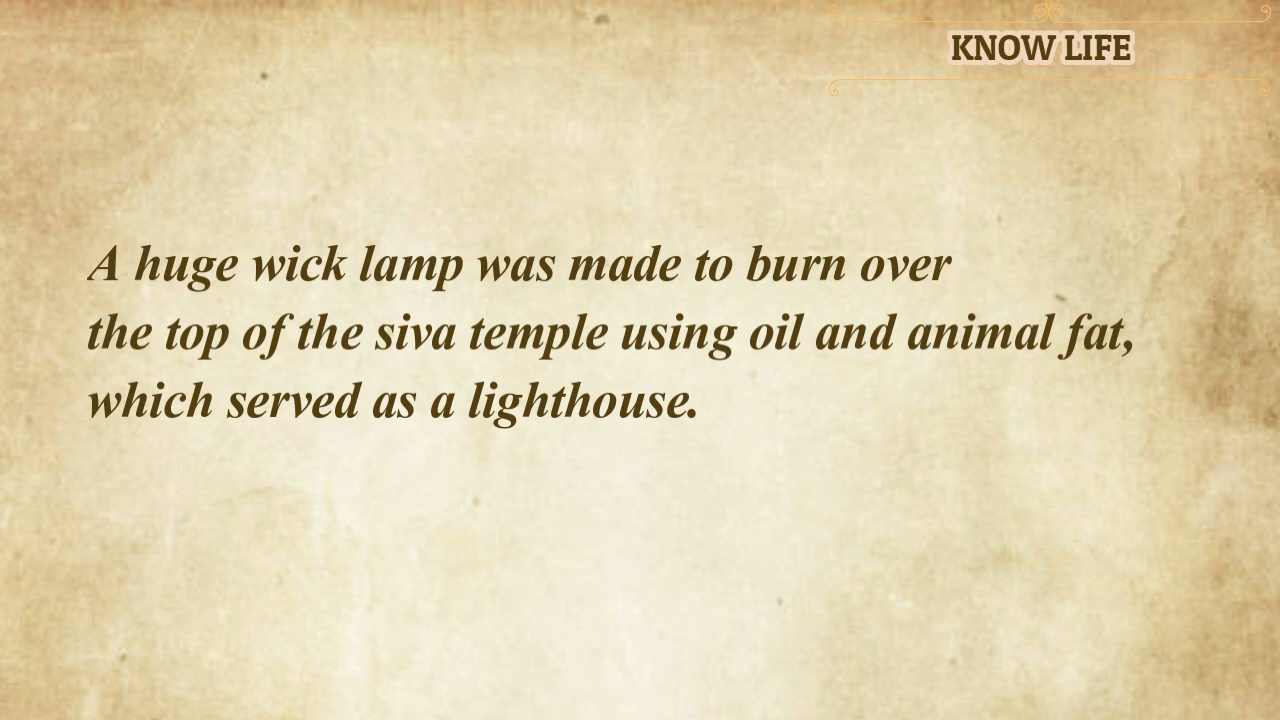 KNOW LIFE
A huge wick lamp was made to burn over
the top of the siva temple using oil and animal fat,
which served as a lighthouse.